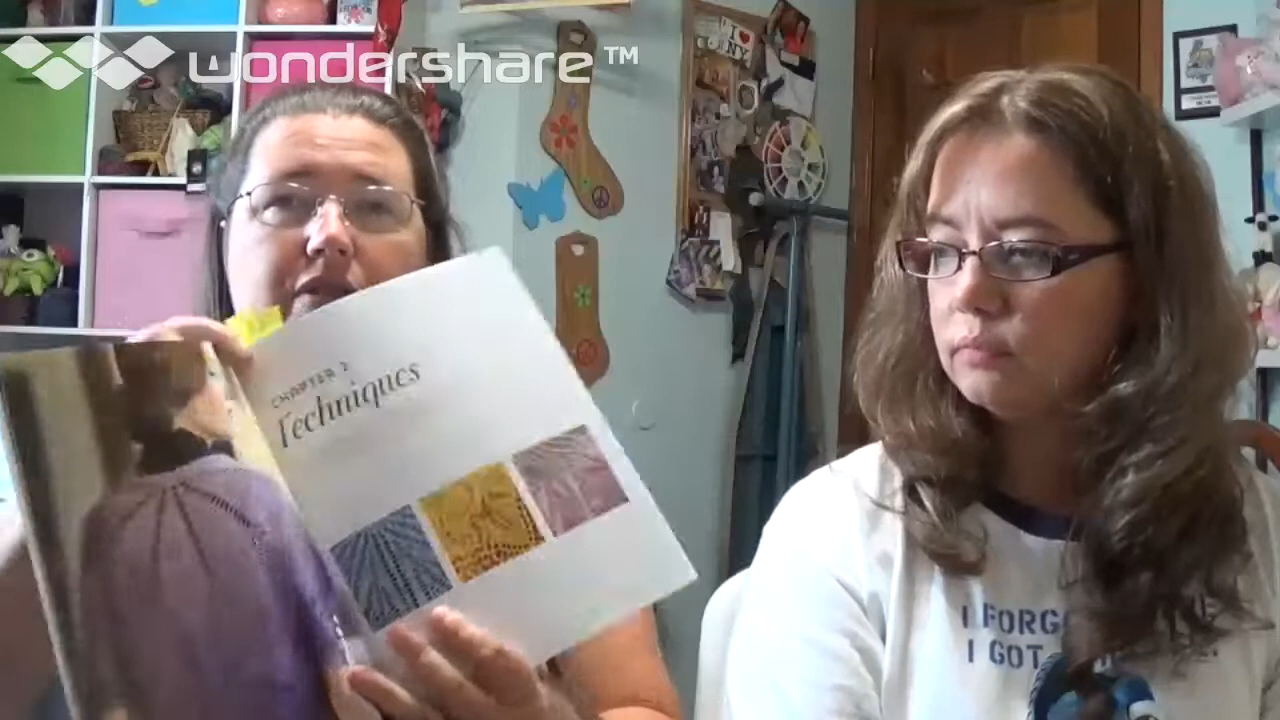 wondershare™
I ♥ NY
CHAPTER 2
Techniques
I FORG
I GOT